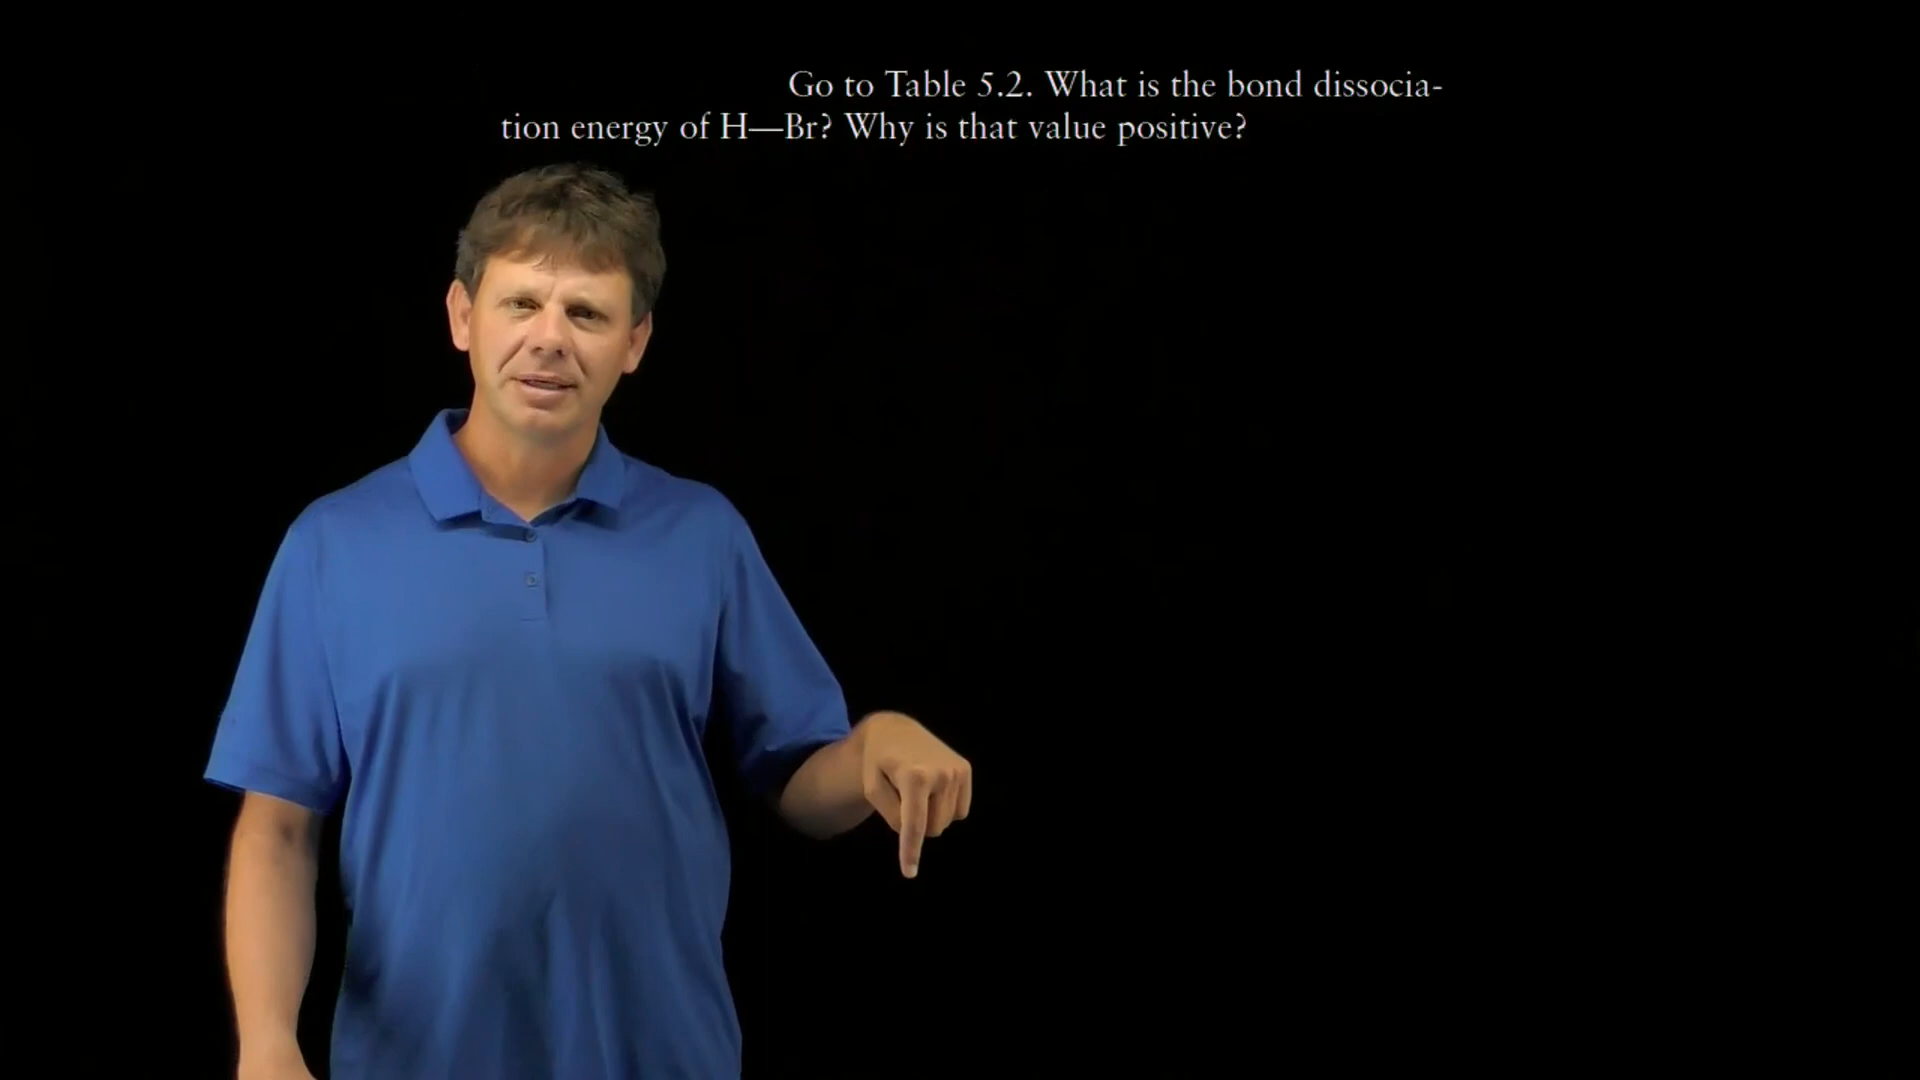 Go to Table 5.2. What is the bond dissocia-
tion energy of H—Br? Why is that value positive?